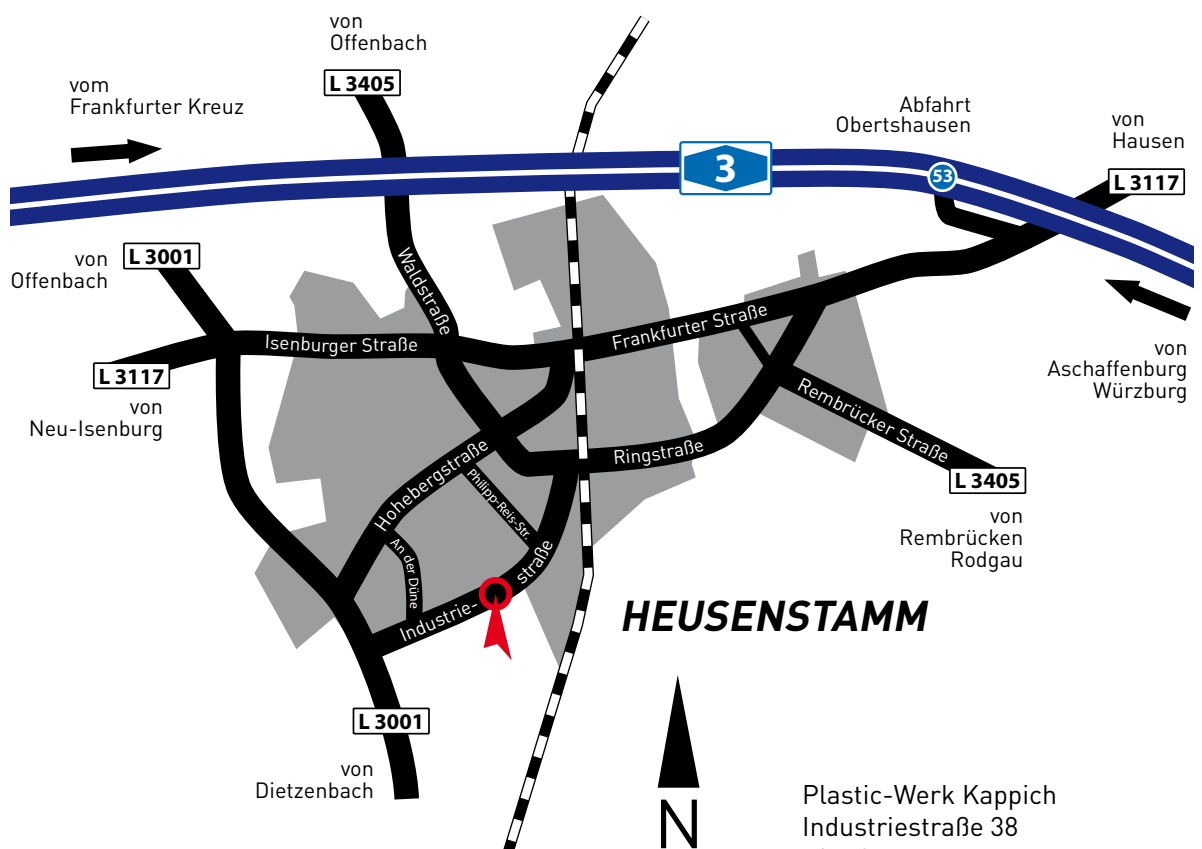 von
Offenbach
L 3405
vom
Frankfurter Kreuz
Abfahrt
Obertshausen
von
Hausen
3
53
L 3117
von
Offenbach
L 3001
Waldstraße
Isenburger Straße
Frankfurter Straße
L 3117
von
Neu-Isenburg
von
Aschaffenburg
Würzburg
Rembrücker Straße
Hohebergstraße
Ringstraße
Philipp-Reis-Str.
L 3405
von
Rembrücken
Rodgau
An der Düne
Industrie-
straße
HEUSENSTAMM
L 3001
von
Dietzenbach
N
Plastic-Werk Kappich
Industriestraße 38